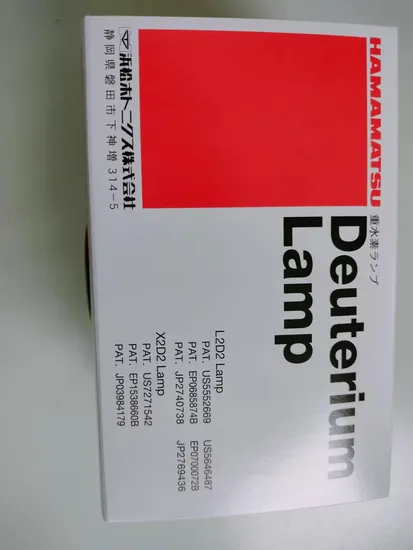 HAMAMATSU
重水素ランプ
Deuterium
Lamp
L2D2 Lamp
PAT. US5552669 US5646487
PAT. EP0685874B EP0700072B
PAT. JP2740738 JP2769436
X2D2 Lamp
PAT. US7271542
PAT. EP1538660B
PAT. JP03984179
浜松ホトニクス株式会社
静岡県磐田市下神増314-5